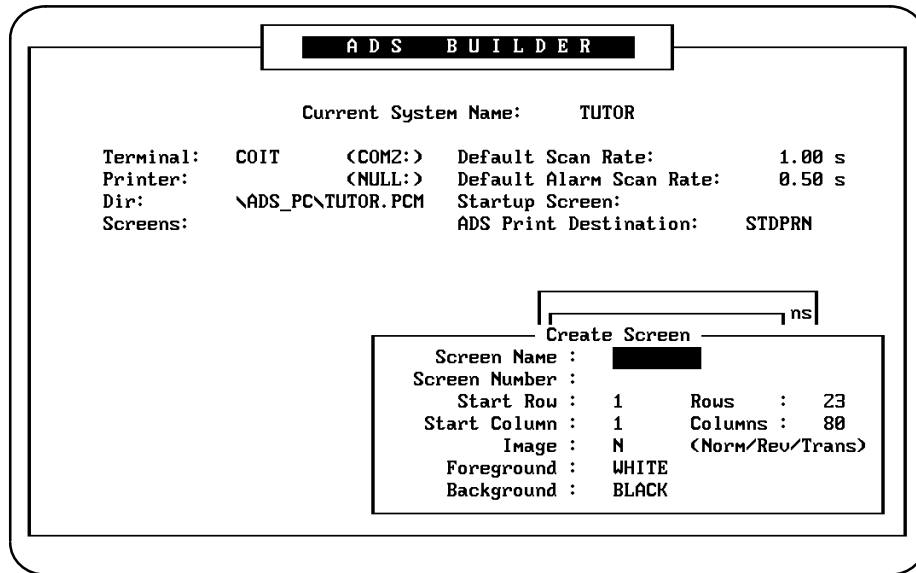 ADS BUILDER
Current System Name: TUTOR
Terminal: COIT (COM2:) Default Scan Rate: 1.00 s
Printer: (NULL:) Default Alarm Scan Rate: 0.50 s
Dir: \ADS_PC\TUTOR.PCM Startup Screen:
Screens: ADS Print Destination: STDPRN
ns
Create Screen
Screen Name :
Screen Number :
Start Row : 1 Rows : 23
Start Column : 1 Columns : 80
Image : N (Norm/Rev/Trans)
Foreground : WHITE
Background : BLACK